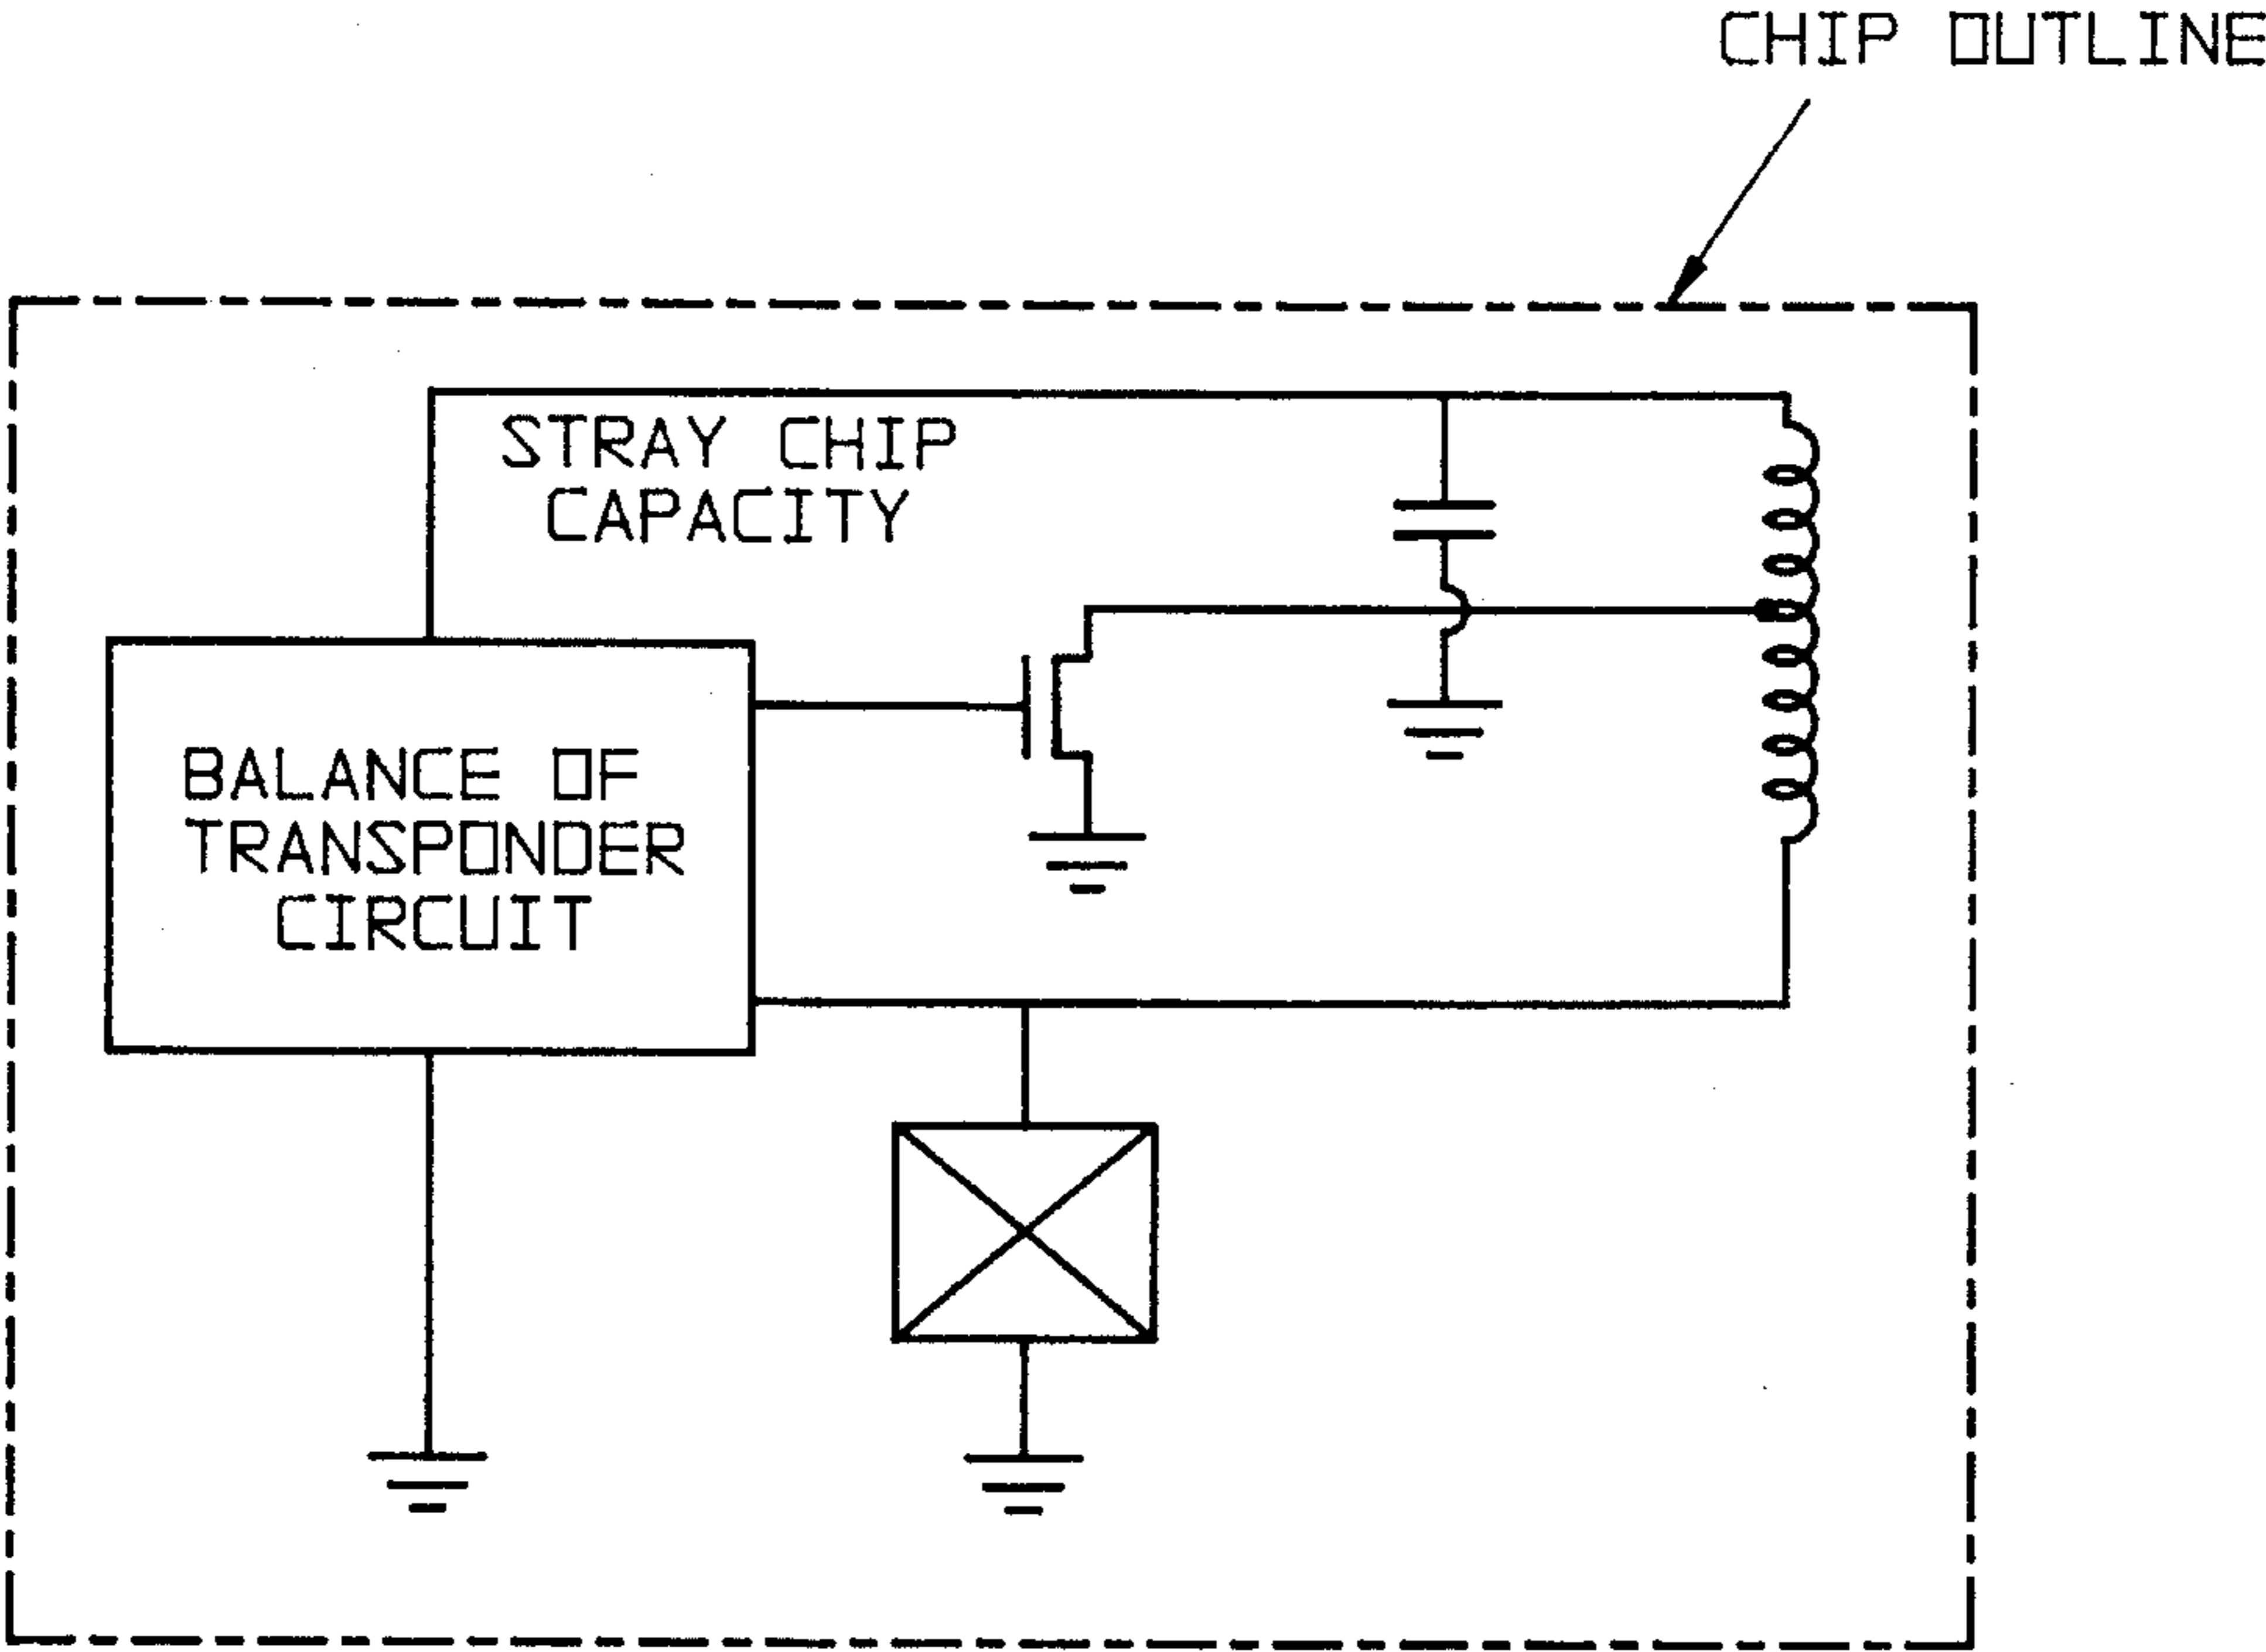 CHIP OUTLINE
STRAY CHIP
CAPACITY
BALANCE OF
TRANSPONDER
CIRCUIT